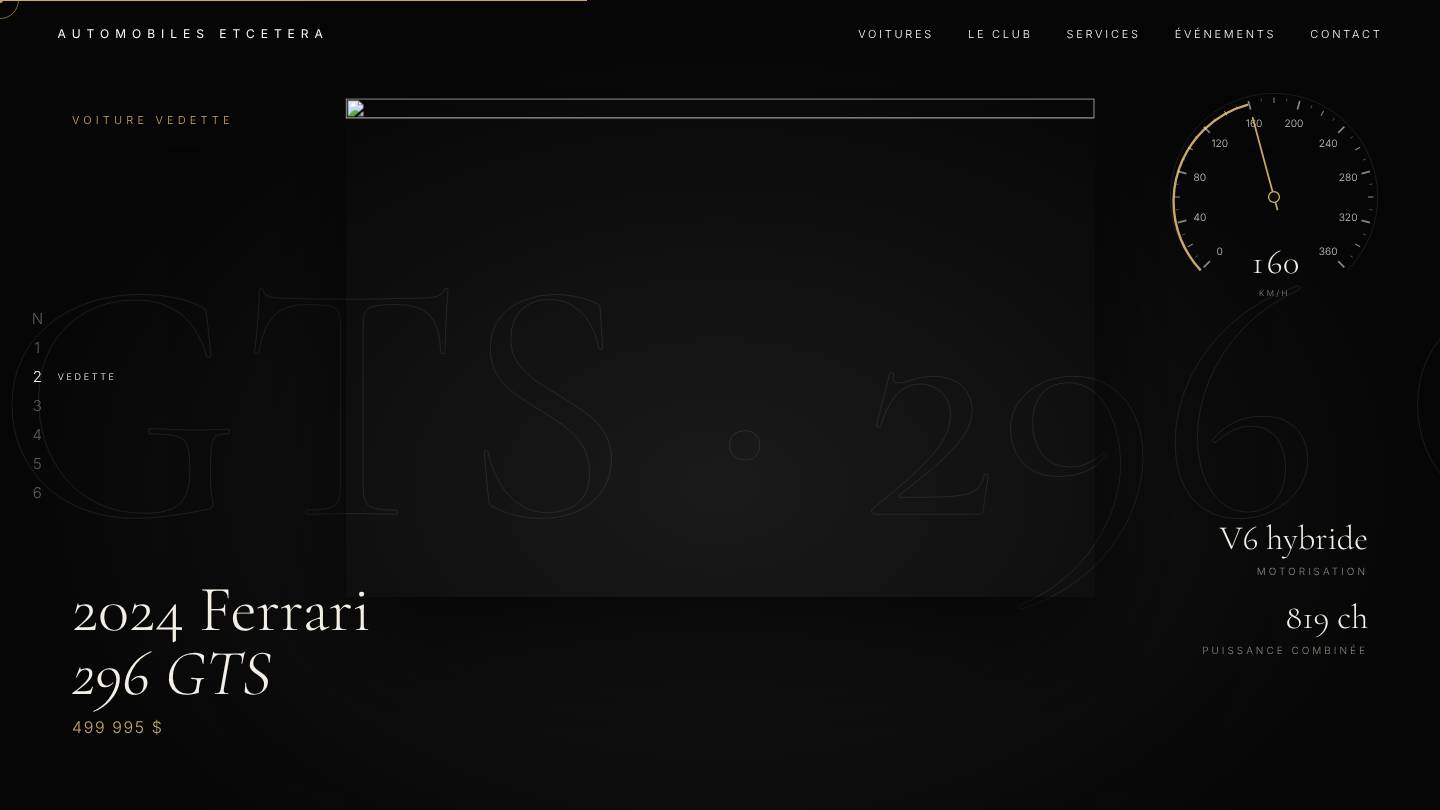 AUTOMOBILES ETCETERA
VOITURES LE CLUB SERVICES ÉVÉNEMENTS CONTACT
VOITURE VEDETTE
0 40 80 120 160 200 240 280 320 360
160
KM/H
GTS · 296
N
1
2 VEDETTE
3
4
5
6
V6 hybride
MOTORISATION
819 ch
PUISSANCE COMBINÉE
2024 Ferrari
296 GTS
499 995 $